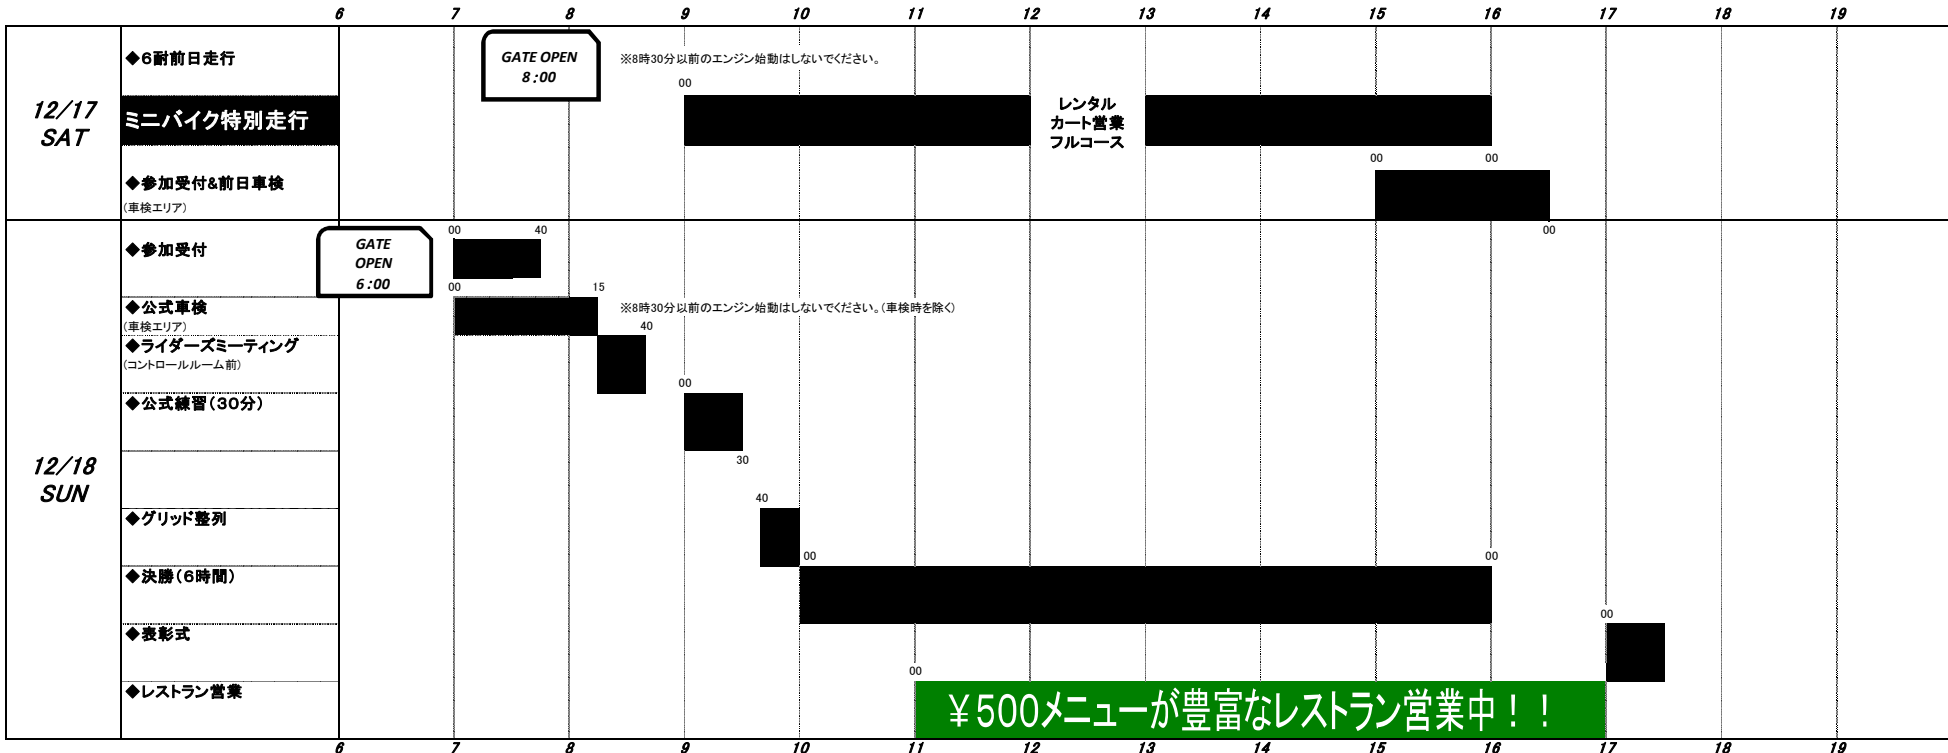 6 7 8 9 10 11 12 13 14 15 16 17 18 19
12/17
SAT
◆6耐前日走行
GATE OPEN
8:00
※8時30分以前のエンジン始動はしないでください。
00
ミニバイク特別走行
レンタル
カート営業
フルコース
00 00
◆参加受付&前日車検
(車検エリア)
00
12/18
SUN
◆参加受付
GATE
OPEN
6:00
00 40
◆公式車検
(車検エリア)
00 15
※8時30分以前のエンジン始動はしないでください。(車検時を除く)
40
◆ライダーズミーティング
(コントロールルーム前)
00
◆公式練習(30分)
30
40
◆グリッド整列
00 00
◆決勝(6時間)
00
◆表彰式
00
◆レストラン営業
¥500メニューが豊富なレストラン営業中!!
6 7 8 9 10 11 12 13 14 15 16 17 18 19